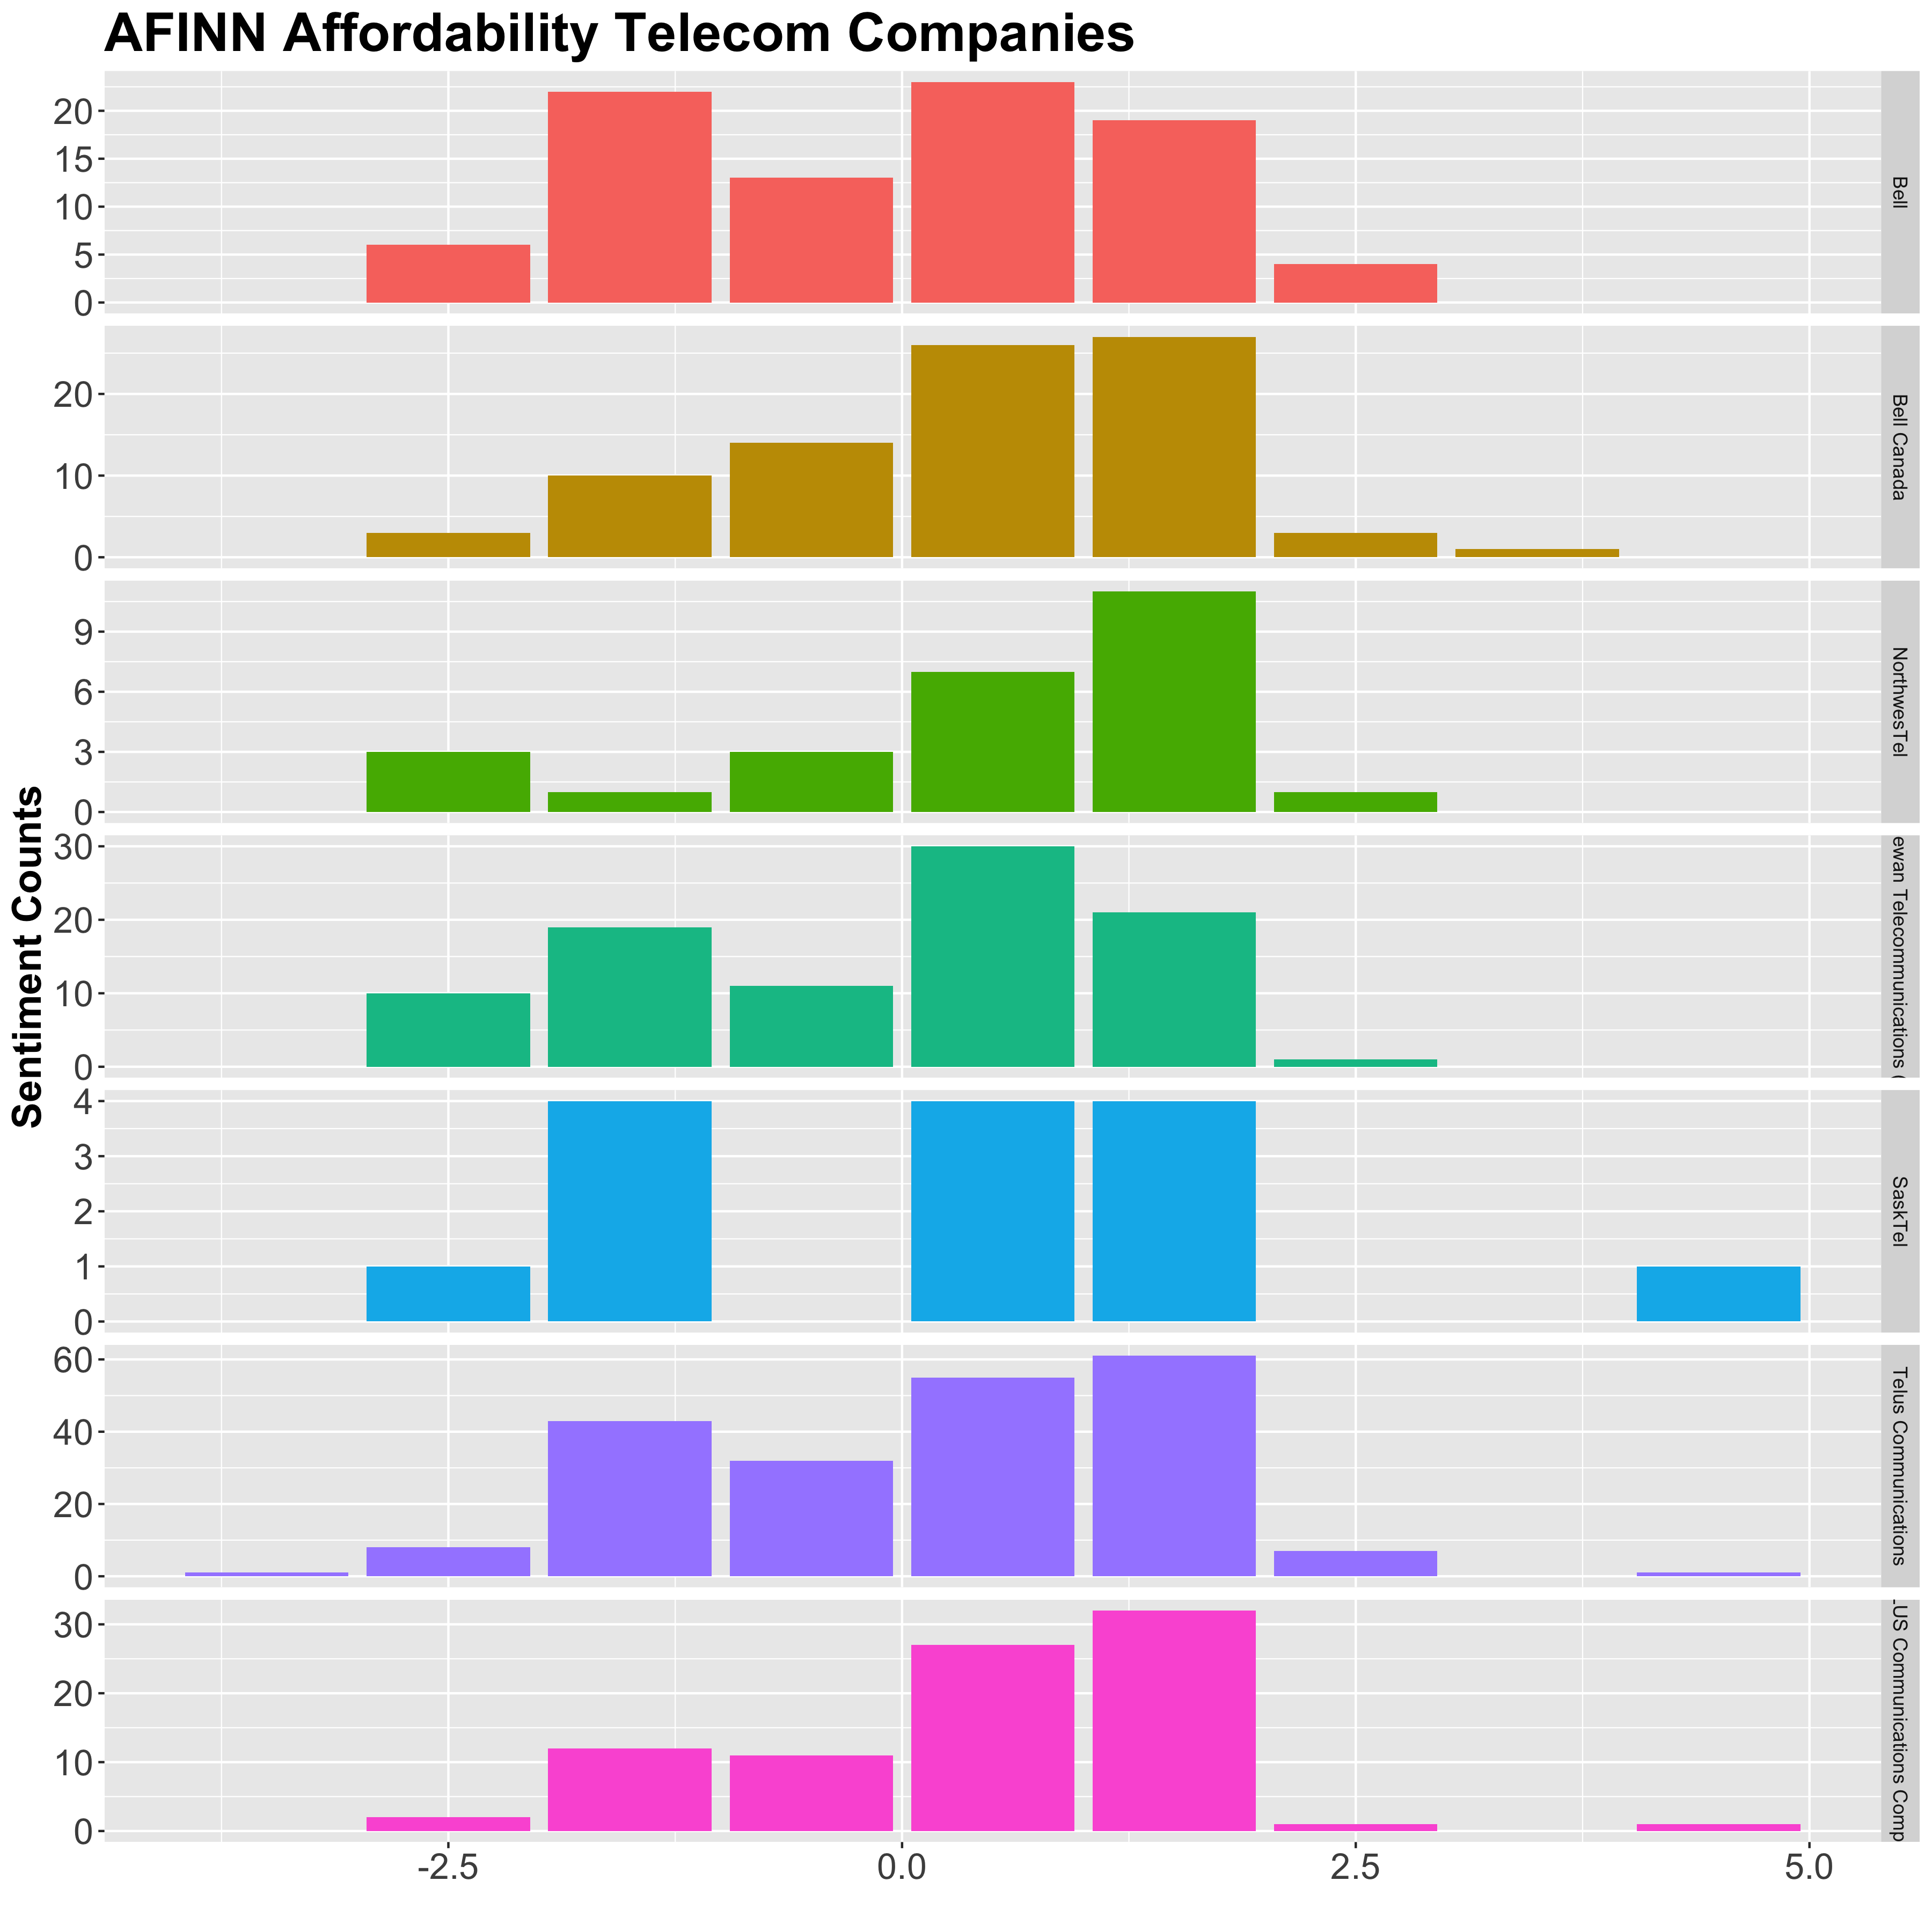 AFINN Affordability Telecom Companies
Sentiment Counts
20
15
10
5
0
Bell
20
10
0
Bell Canada
9
6
3
0
NorthwesTel
30
20
10
0
ewan Telecommunications (
4
3
2
1
0
SaskTel
60
40
20
0
Telus Communications
30
20
10
0
LUS Communications Comp
-2.5 0.0 2.5 5.0